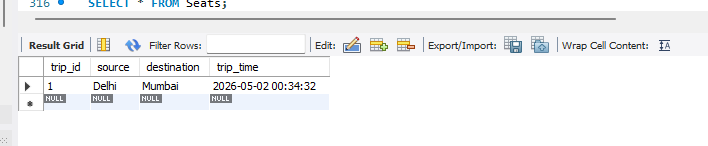 316 SELECT * FROM Seats;
Result Grid Filter Rows: Edit: Export/Import: Wrap Cell Content:
trip_id source destination trip_time
1 Delhi Mumbai 2026-05-02 00:34:32
NULL NULL NULL NULL